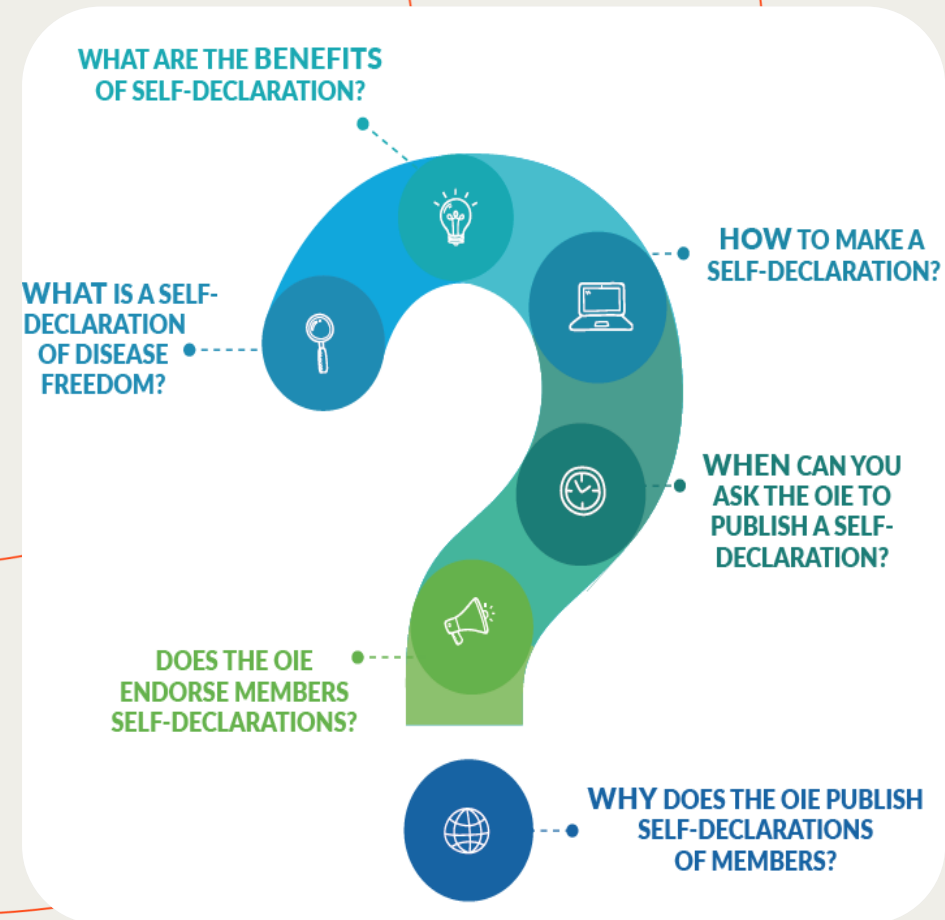 WHAT ARE THE BENEFITS
OF SELF-DECLARATION?
HOW TO MAKE A
SELF-DECLARATION?
WHAT IS A SELF-
DECLARATION
OF DISEASE
FREEDOM?
WHEN CAN YOU
ASK THE OIE TO
PUBLISH A SELF-
DECLARATION?
DOES THE OIE
ENDORSE MEMBERS
SELF-DECLARATIONS?
WHY DOES THE OIE PUBLISH
SELF-DECLARATIONS
OF MEMBERS?